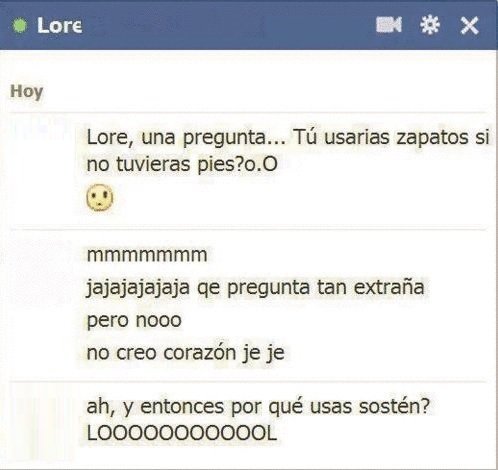 Lore
Hoy
Lore, una pregunta... Tú usarias zapatos si
no tuvieras pies?o.O
mmmmmmm
jajajajajaja qe pregunta tan extraña
pero nooo
no creo corazón je je
ah, y entonces por qué usas sostén?
LOOOOOOOOOOOL